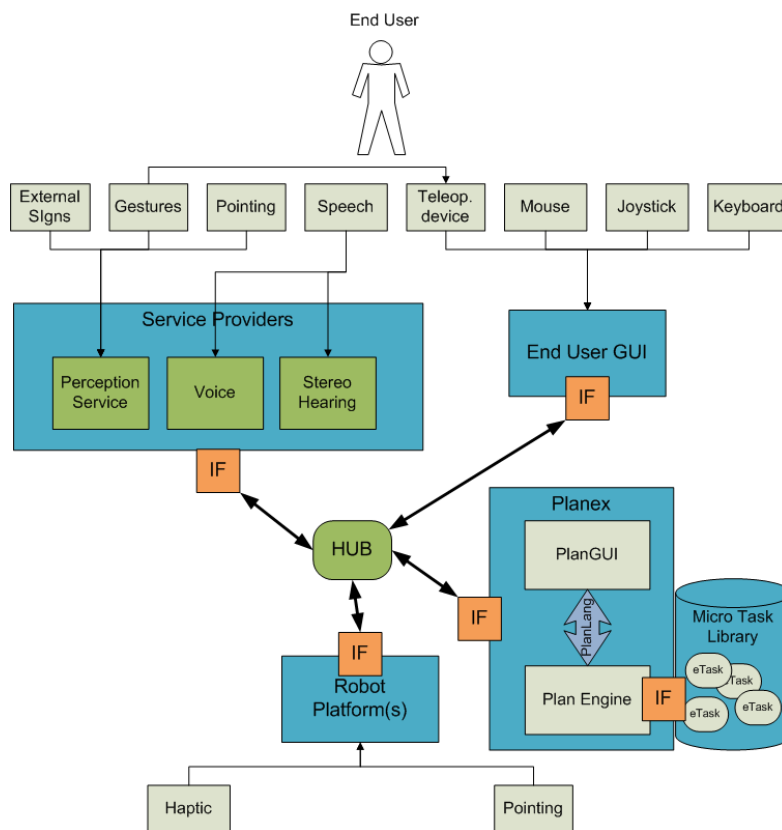 End User
External
SIgns
Gestures
Pointing
Speech
Teleop.
device
Mouse
Joystick
Keyboard
Service Providers
Perception
Service
Voice
Stereo
Hearing
End User GUI
IF
IF
HUB
Planex
PlanGUI
PlanLang
Plan Engine
IF
IF
Micro Task
Library
eTask
eTask
eTask
eTask
IF
Robot
Platform(s)
Haptic
Pointing